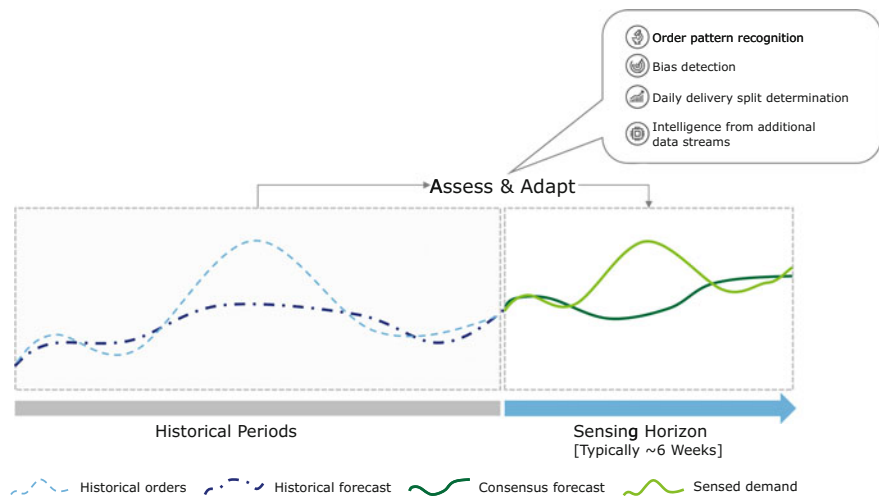 Order pattern recognition
Bias detection
Daily delivery split determination
Intelligence from additional
data streams
Assess & Adapt
Historical Periods
Sensing Horizon
[Typically ~6 Weeks]
Historical orders
Historical forecast
Consensus forecast
Sensed demand